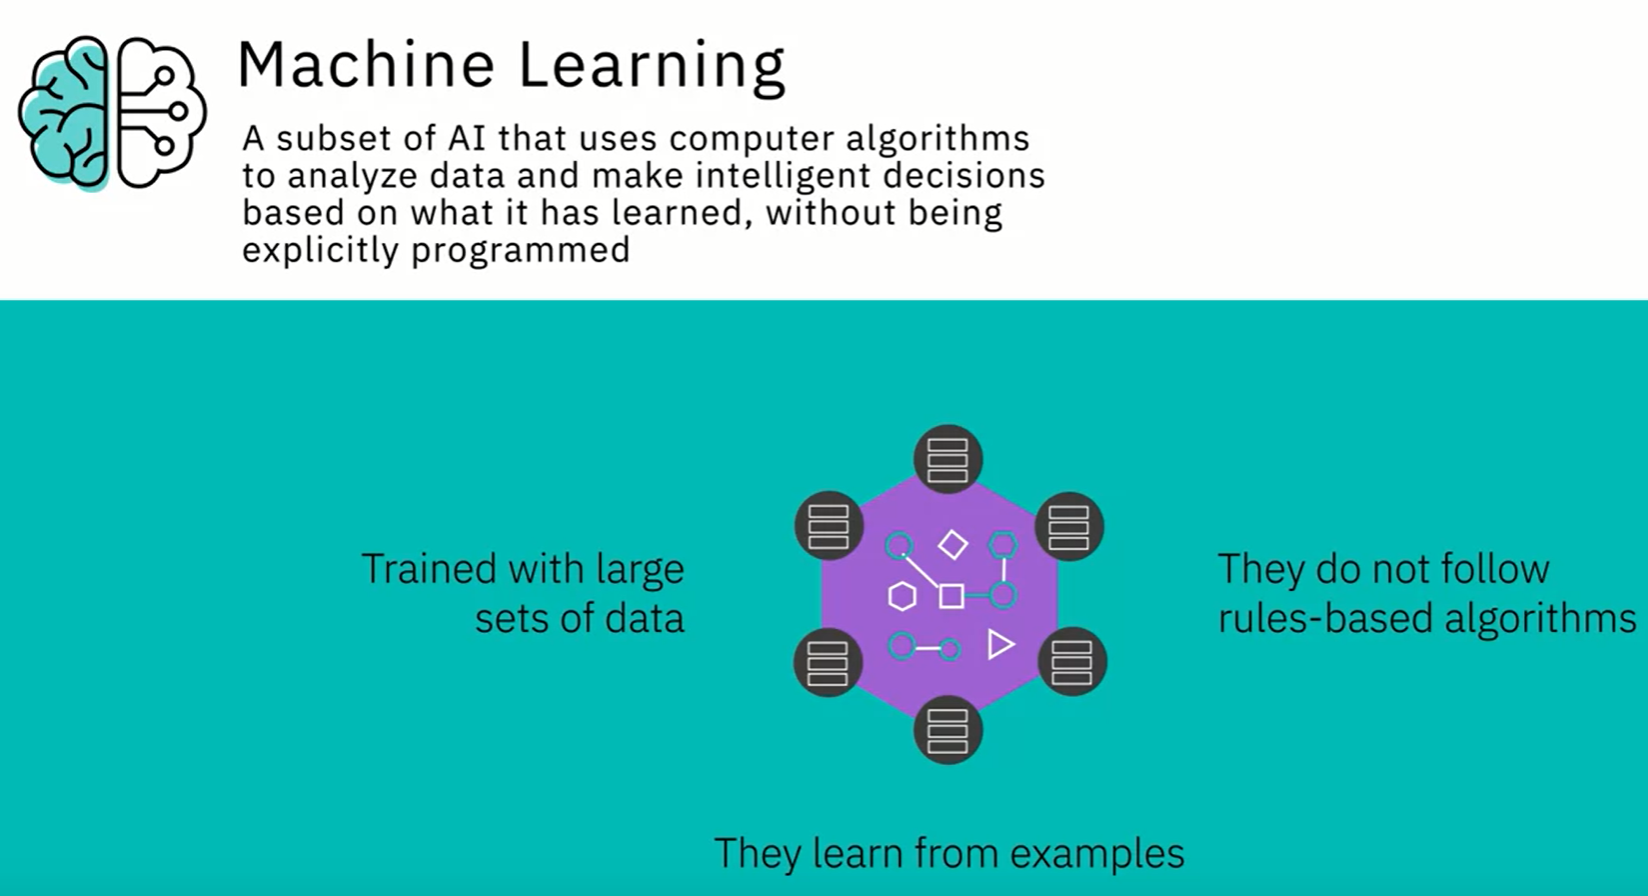 Machine Learning
A subset of AI that uses computer algorithms
to analyze data and make intelligent decisions
based on what it has learned, without being
explicitly programmed
Trained with large
sets of data
They do not follow
rules-based algorithms
They learn from examples